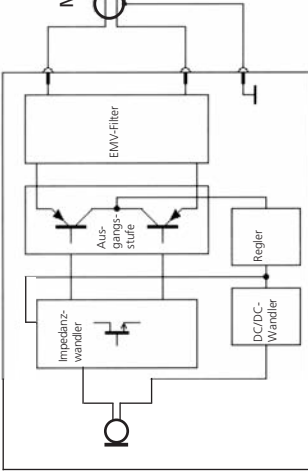 EMV-Filter
Aus-
gangs-
stufe
Impedanz-
wandler
Regler
DC/DC-
Wandler